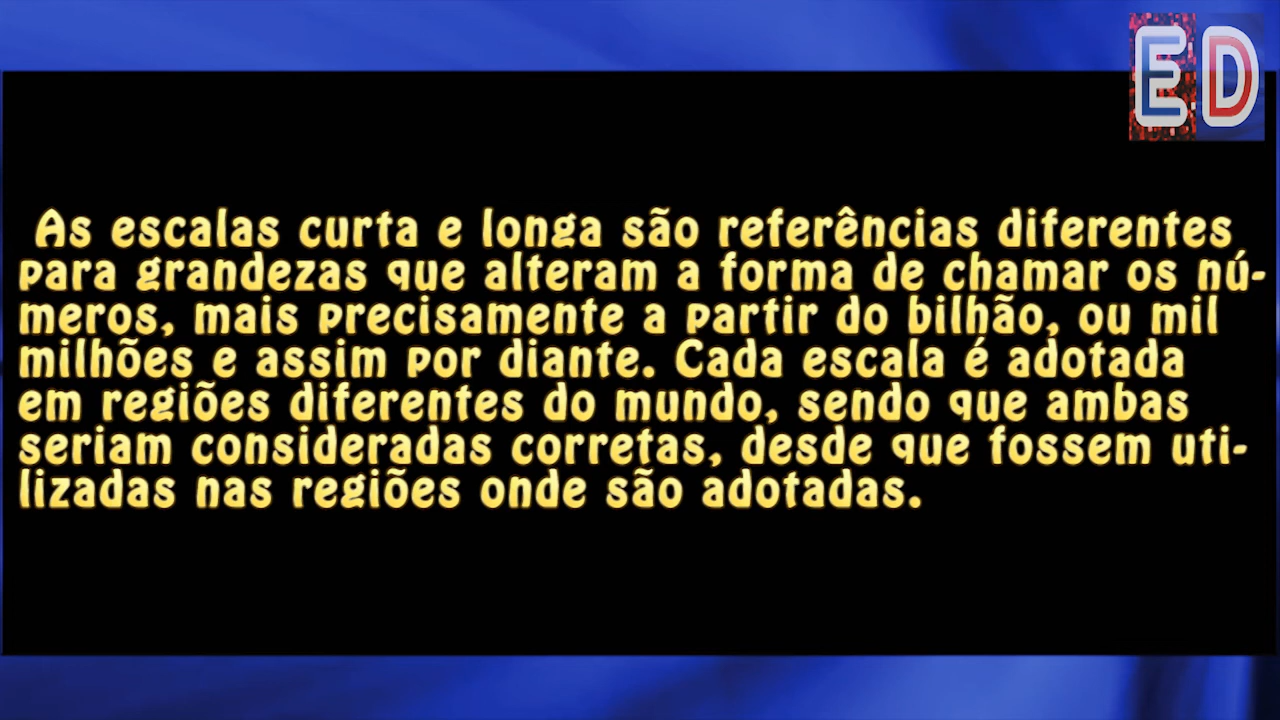 ED
As escalas curta e longa são referências diferentes
para grandezas que alteram a forma de chamar os nú-
meros, mais precisamente a partir do bilhão, ou mil
milhões e assim por diante. Cada escala é adotada
em regiões diferentes do mundo, sendo que ambas
seriam consideradas corretas, desde que fossem uti-
lizadas nas regiões onde são adotadas.